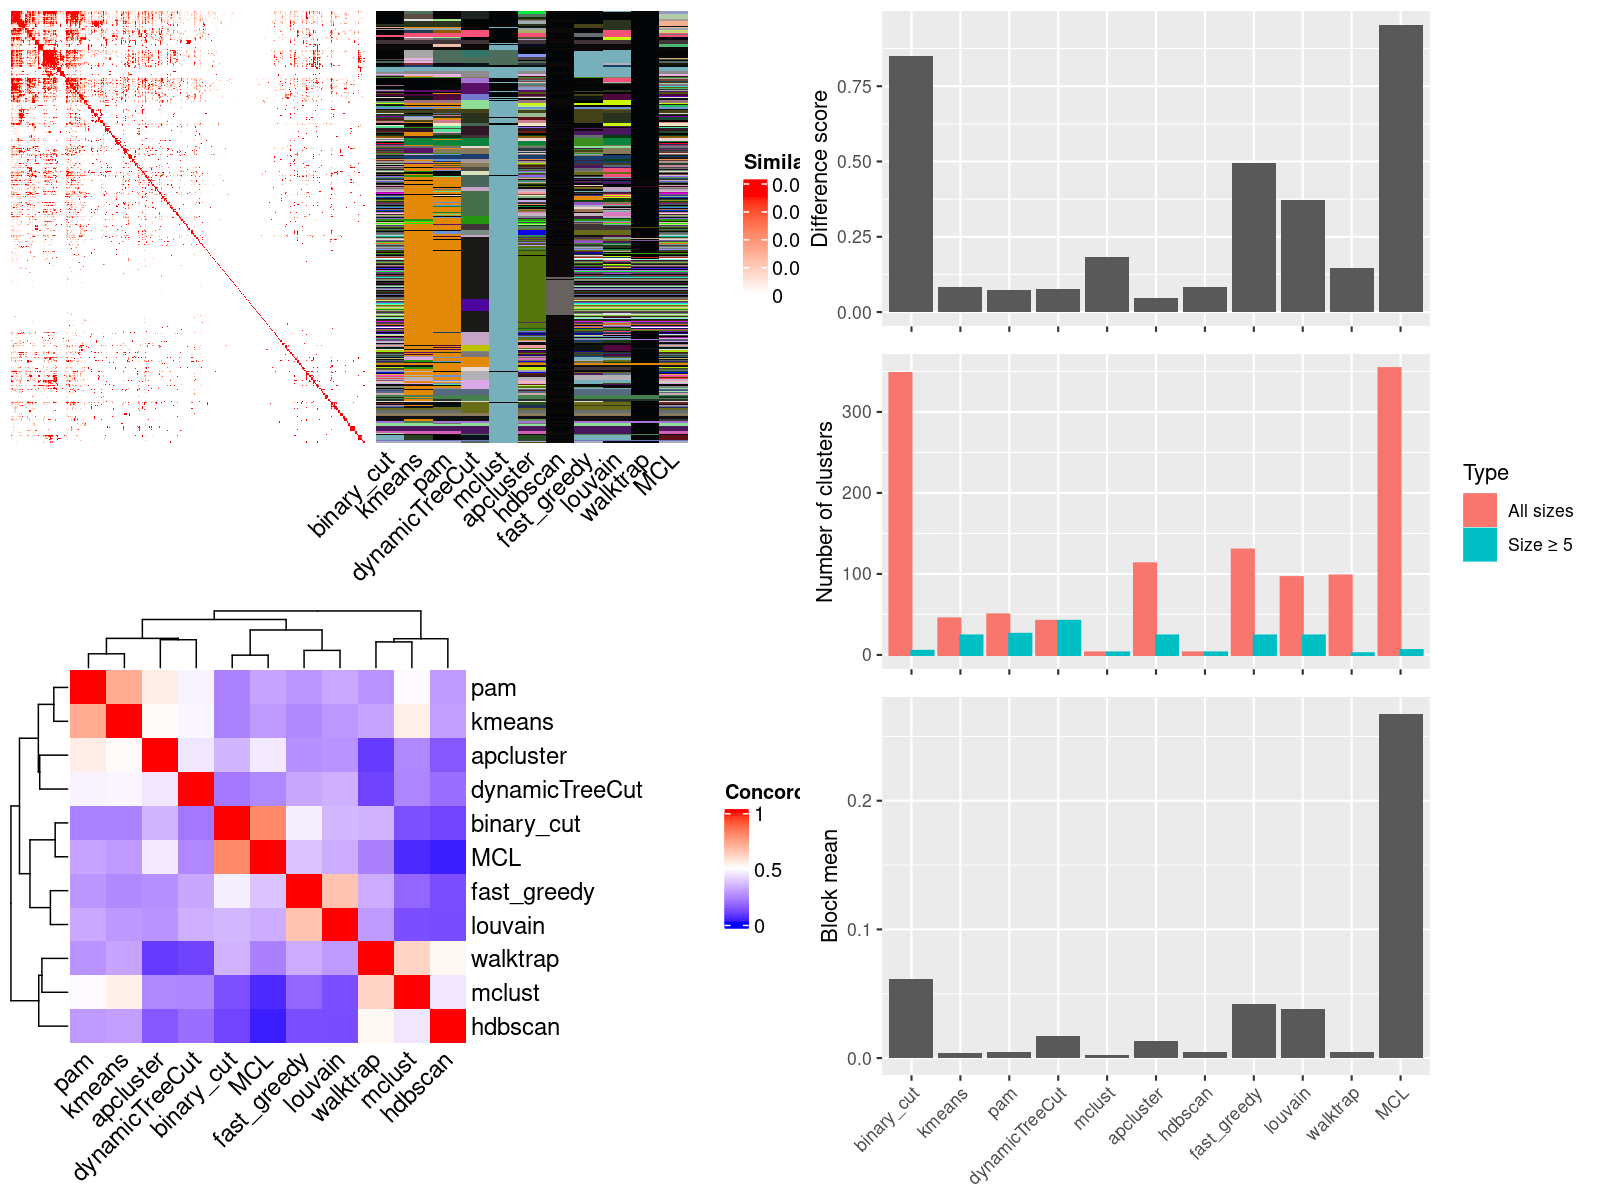 Simila
0.0
0.0
0.0
0.0
0
binary_cut
kmeans
pam
dynamicTreeCut
mclust
apcluster
hdbscan
fast_greedy
louvain
walktrap
MCL
pam
kmeans
apcluster
dynamicTreeCut
binary_cut
MCL
fast_greedy
louvain
walktrap
mclust
hdbscan
pam
kmeans
apcluster
dynamicTreeCut
binary_cut
MCL
fast_greedy
louvain
walktrap
mclust
hdbscan
Concord
1
0.5
0
Difference score
0.75
0.50
0.25
0.00
Number of clusters
300
200
100
0
Type
All sizes
Size ≥ 5
Block mean
0.2
0.1
0.0
binary_cut
kmeans
pam
dynamicTreeCut
mclust
apcluster
hdbscan
fast_greedy
louvain
walktrap
MCL